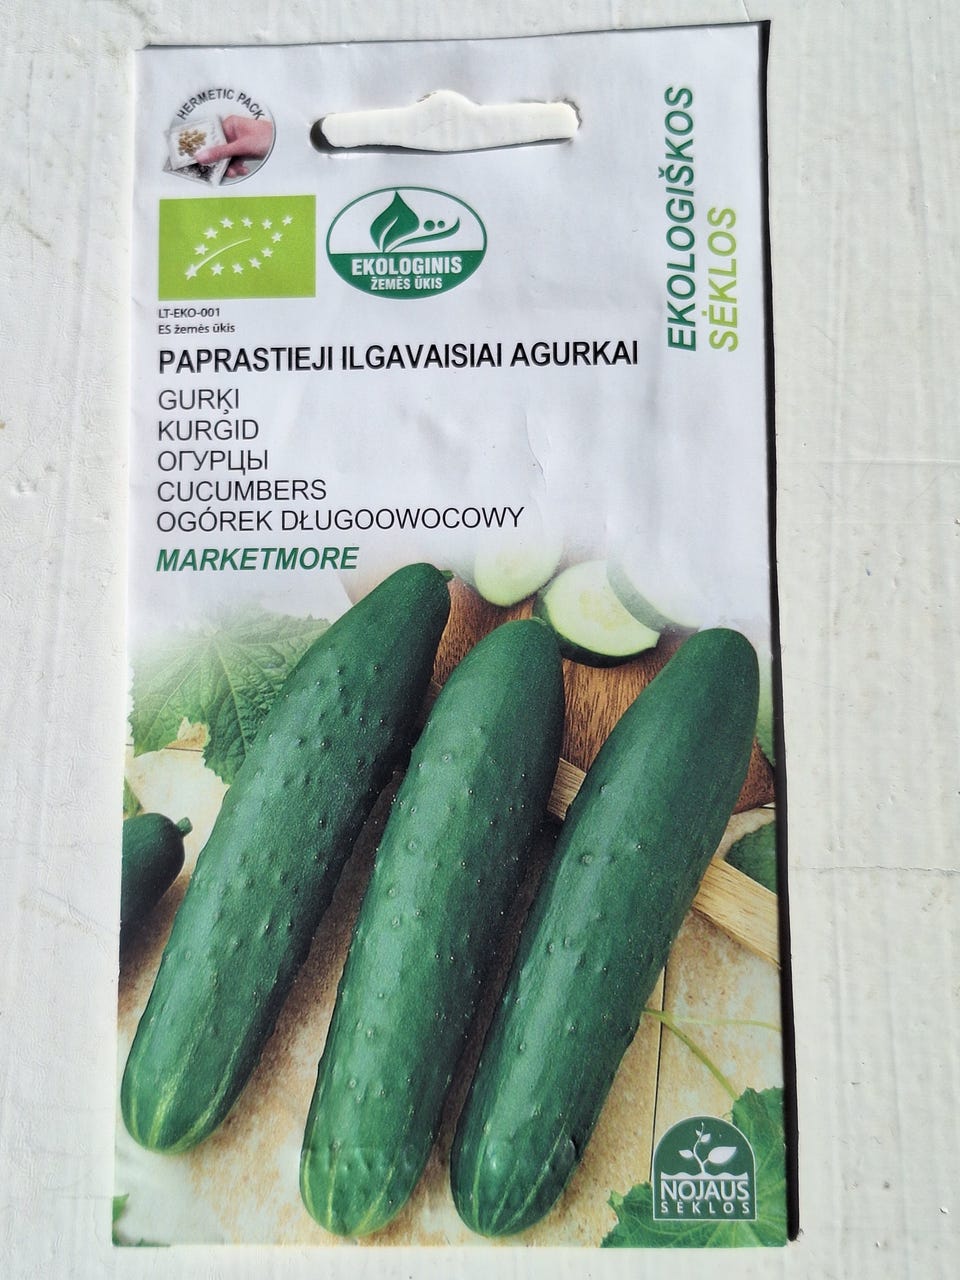 HERMETIC PACK
EKOLOGIŠKOS
SĖKLOS
EKOLOGINIS
ŽEMĖS ŪKIS
LT-EKO-001
ES žemės ūkis
PAPRASTIEJI ILGAVAISIAI AGURKAI
GURĶI
KURGID
ОГУРЦЫ
CUCUMBERS
OGÓREK DŁUGOOWOCOWY
MARKETMORE
NOJAUS
SĖKLOS